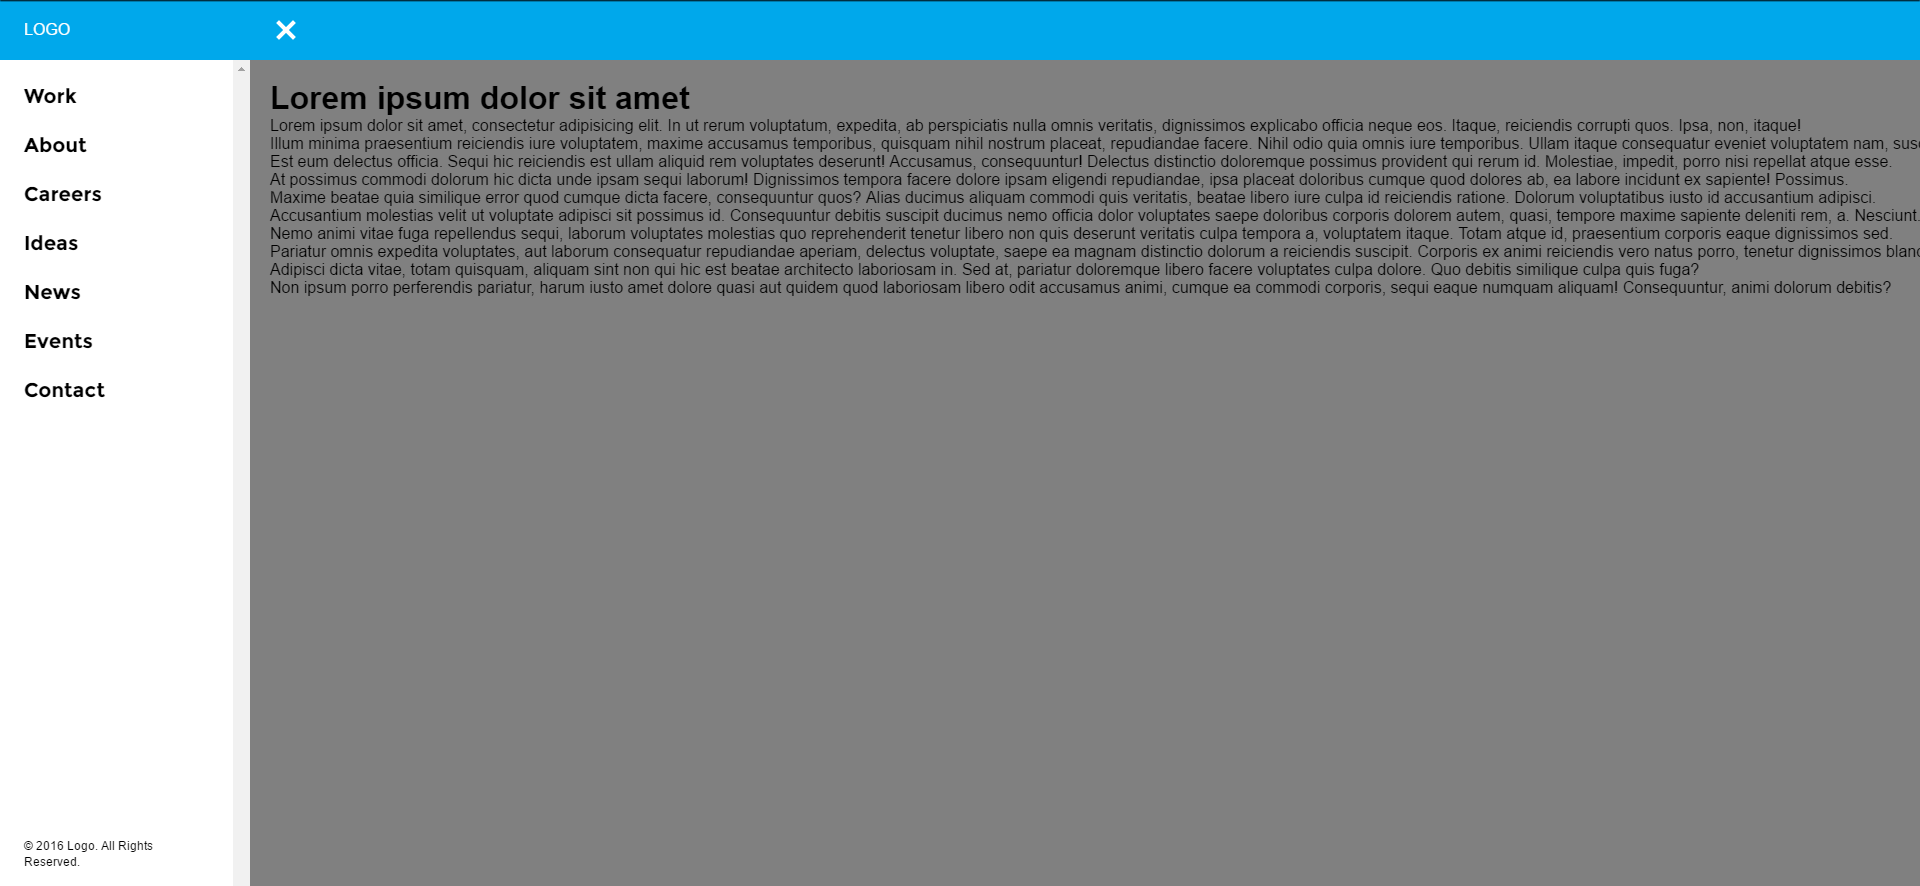 LOGO
Work
About
Careers
Ideas
News
Events
Contact
© 2016 Logo. All Rights
Reserved.
Lorem ipsum dolor sit amet
Lorem ipsum dolor sit amet, consectetur adipisicing elit. In ut rerum voluptatum, expedita, ab perspiciatis nulla omnis veritatis, dignissimos explicabo officia neque eos. Itaque, reiciendis corrupti quos. Ipsa, non, itaque!
Illum minima praesentium reiciendis iure voluptatem, maxime accusamus temporibus, quisquam nihil nostrum placeat, repudiandae facere. Nihil odio quia omnis iure temporibus. Ullam itaque consequatur eveniet voluptatem nam,
Est eum delectus officia. Sequi hic reiciendis est ullam aliquid rem voluptates deserunt! Accusamus, consequuntur! Delectus distinctio doloremque possimus provident qui rerum id. Molestiae, impedit, porro nisi repellat atque esse.
At possimus commodi dolorum hic dicta unde ipsam sequi laborum! Dignissimos tempora facere dolore ipsam eligendi repudiandae, ipsa placeat doloribus cumque quod dolores ab, ea labore incidunt ex sapiente! Possimus.
Maxime beatae quia similique error quod cumque dicta facere, consequuntur quos? Alias ducimus aliquam commodi quis veritatis, beatae libero iure culpa id reiciendis ratione. Dolorum voluptatibus iusto id accusantium adipisci.
Accusantium molestias velit ut voluptate adipisci sit possimus id. Consequuntur debitis suscipit ducimus nemo officia dolor voluptates saepe doloribus corporis dolorem autem, quasi, tempore maxime sapiente deleniti rem, a. Nesciunt.
Nemo animi vitae fuga repellendus sequi, laborum voluptates molestias quo reprehenderit tenetur libero non quis deserunt veritatis culpa tempora a, voluptatem itaque. Totam atque id, praesentium corporis eaque dignissimos sed.
Pariatur omnis expedita voluptates, aut laborum consequatur repudiandae aperiam, delectus voluptate, saepe ea magnam distinctio dolorum a reiciendis suscipit. Corporis ex animi reiciendis vero natus porro, tenetur dignissimos
Adipisci dicta vitae, totam quisquam, aliquam sint non qui hic est beatae architecto laboriosam in. Sed at, pariatur doloremque libero facere voluptates culpa dolore. Quo debitis similique culpa quis fuga?
Non ipsum porro perferendis pariatur, harum iusto amet dolore quasi aut quidem quod laboriosam libero odit accusamus animi, cumque ea commodi corporis, sequi eaque numquam aliquam! Consequuntur, animi dolorum debitis?